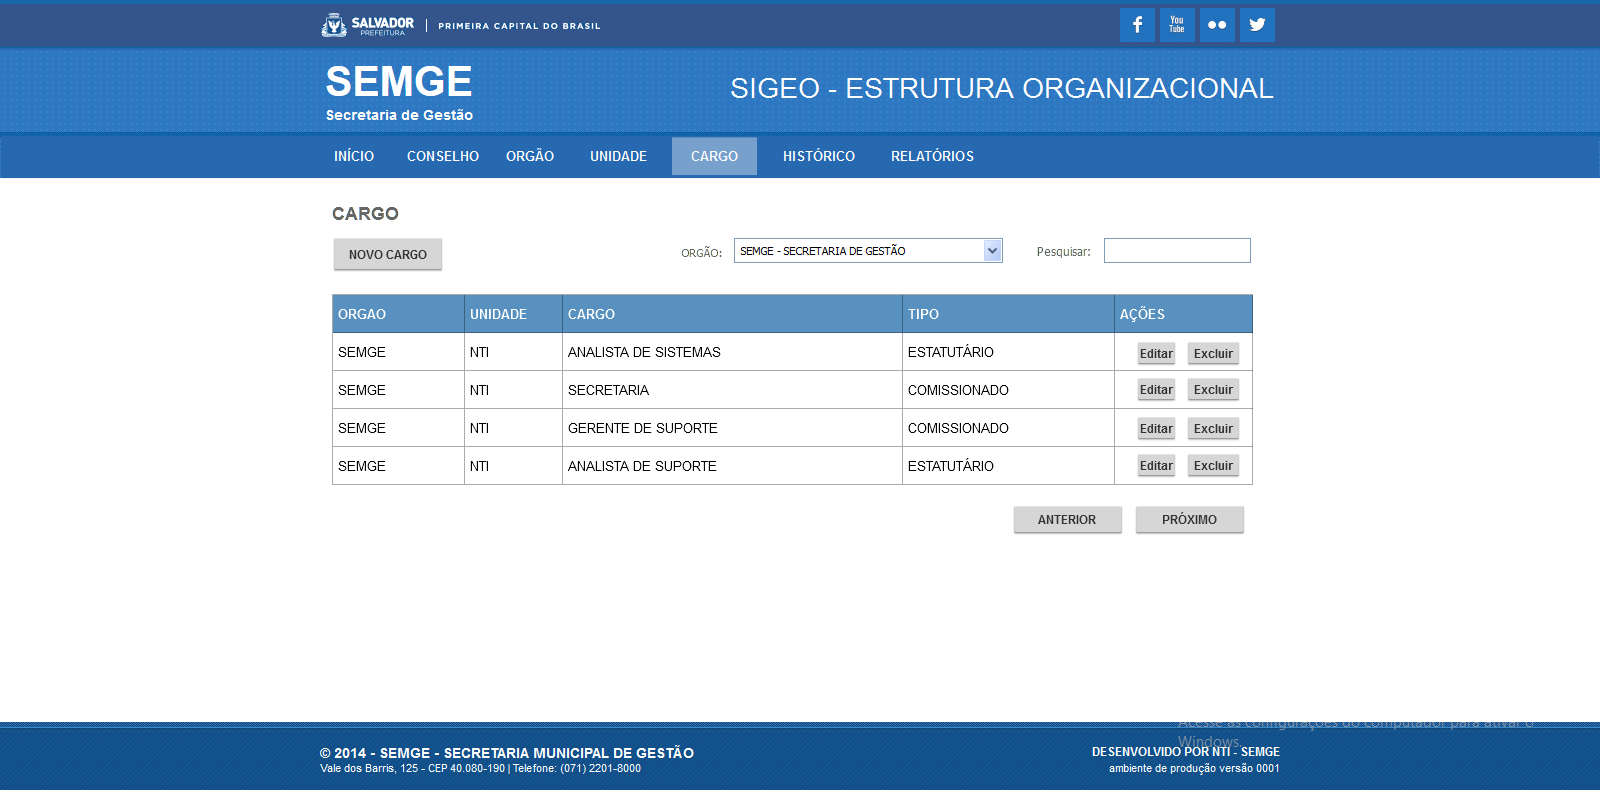 SALVADOR
PREFEITURA
PRIMEIRA CAPITAL DO BRASIL
You
Tube
SEMGE
Secretaria de Gestão
SIGEO - ESTRUTURA ORGANIZACIONAL
INÍCIO CONSELHO ORGÃO UNIDADE CARGO HISTÓRICO RELATÓRIOS
CARGO
NOVO CARGO ORGÃO: SEMGE - SECRETARIA DE GESTÃO Pesquisar:
ORGAO UNIDADE CARGO TIPO AÇÕES
SEMGE NTI ANALISTA DE SISTEMAS ESTATUTÁRIO Editar Excluir
SEMGE NTI SECRETARIA COMISSIONADO Editar Excluir
SEMGE NTI GERENTE DE SUPORTE COMISSIONADO Editar Excluir
SEMGE NTI ANALISTA DE SUPORTE ESTATUTÁRIO Editar Excluir
ANTERIOR PRÓXIMO
Acesse as configurações do computador para ativar o
Windows.
© 2014 - SEMGE - SECRETARIA MUNICIPAL DE GESTÃO
Vale dos Barris, 125 - CEP 40.080-190 | Telefone: (071) 2201-8000
DESENVOLVIDO POR NTI - SEMGE
ambiente de produção versão 0001